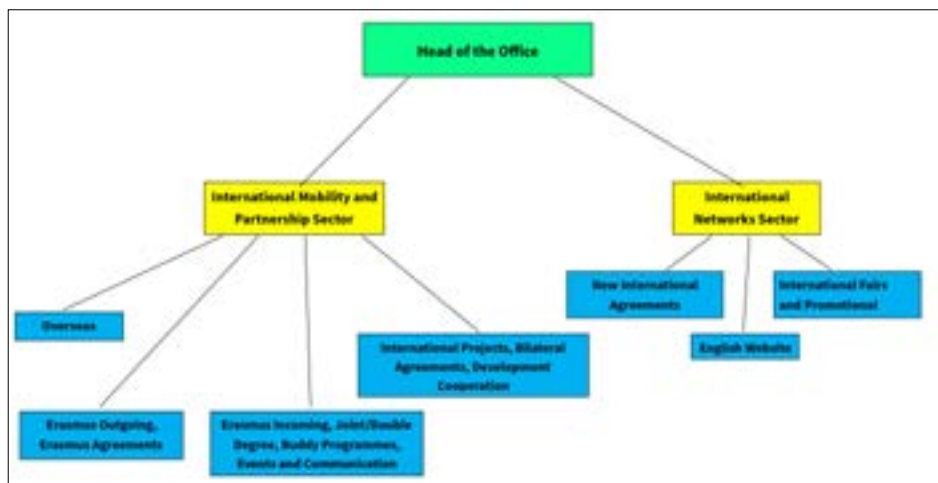 Head of the Office
International Mobility and
Partnership Sector
International
Networks Sector
New International
Agreements
International Fairs
and Promotional
Overseas
English Website
International Projects, Bilateral
Agreements, Development
Cooperation
Erasmus Outgoing,
Erasmus Agreements
Erasmus Incoming, Joint/Double
Degree, Buddy Programmes,
Events and Communication